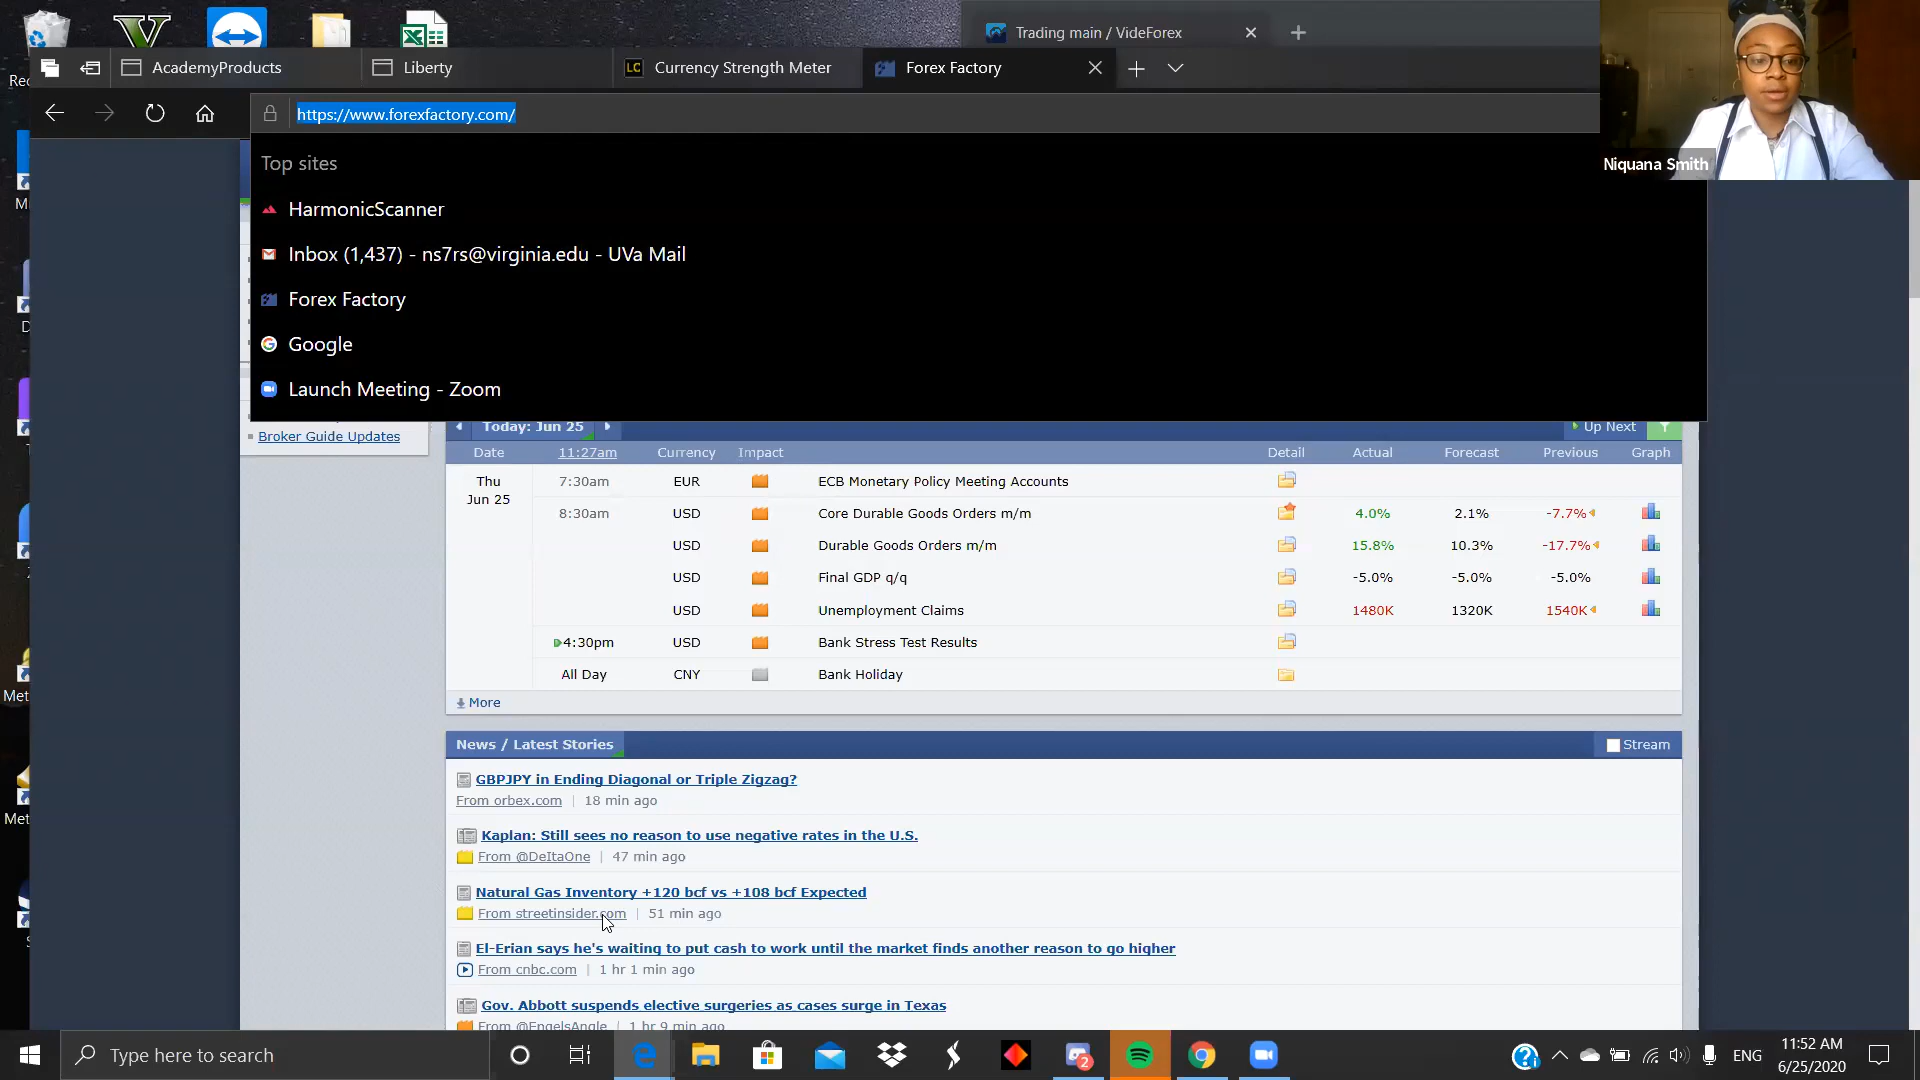 Trading main / VideForex
AcademyProducts
Liberty
LC
Currency Strength Meter
Forex Factory
https://www.forexfactory.com/
Top sites
HarmonicScanner
Inbox (1,437) - ns7rs@virginia.edu - UVa Mail
Forex Factory
Google
Launch Meeting - Zoom
Niquana Smith
Broker Guide Updates
Today: Jun 25
Up Next
Date 11:27am Currency Impact Detail Actual Forecast Previous Graph
Thu Jun 25 7:30am EUR ECB Monetary Policy Meeting Accounts
8:30am USD Core Durable Goods Orders m/m 4.0% 2.1% -7.7%
USD Durable Goods Orders m/m 15.8% 10.3% -17.7%
USD Final GDP q/q -5.0% -5.0% -5.0%
USD Unemployment Claims 1480K 1320K 1540K
4:30pm USD Bank Stress Test Results
All Day CNY Bank Holiday
More
News / Latest Stories
Stream
GBPJPY in Ending Diagonal or Triple Zigzag?
From orbex.com | 18 min ago
Kaplan: Still sees no reason to use negative rates in the U.S.
From @DeItaOne | 47 min ago
Natural Gas Inventory +120 bcf vs +108 bcf Expected
From streetinsider.com | 51 min ago
El-Erian says he's waiting to put cash to work until the market finds another reason to go higher
From cnbc.com | 1 hr 1 min ago
Gov. Abbott suspends elective surgeries as cases surge in Texas
From @EngelsAngle | 1 hr 9 min ago
Type here to search
2
ENG
11:52 AM
6/25/2020